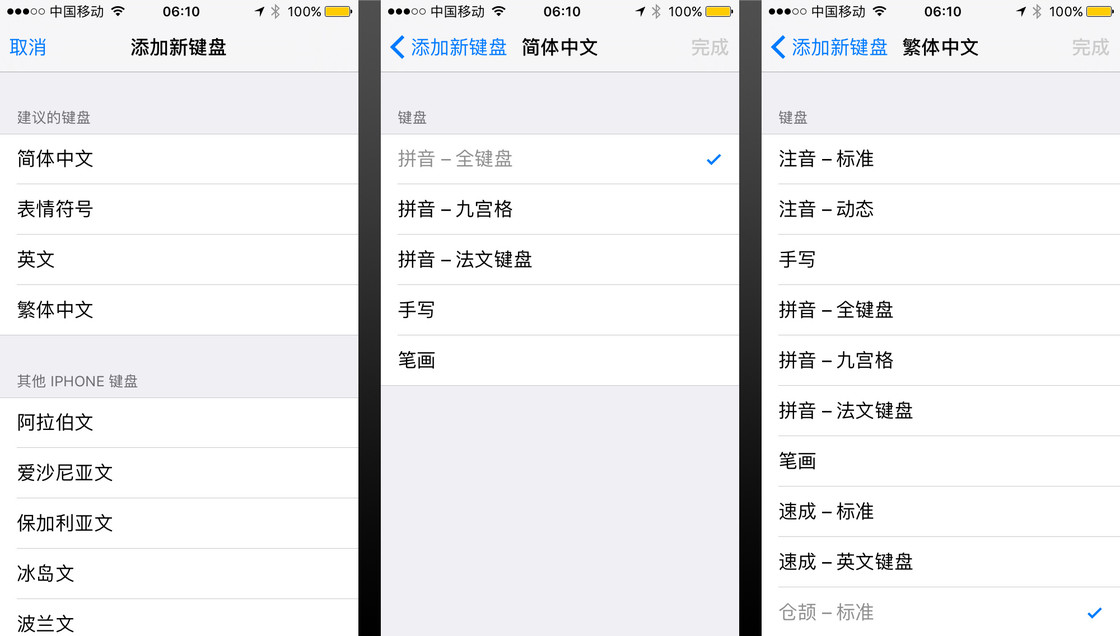 中国移动 06:10 100%
取消 添加新键盘
建议的键盘
简体中文
表情符号
英文
繁体中文
其他 IPHONE 键盘
阿拉伯文
爱沙尼亚文
保加利亚文
冰岛文
波兰文
中国移动 06:10 100%
添加新键盘 简体中文 完成
键盘
拼音 – 全键盘
拼音 – 九宫格
拼音 – 法文键盘
手写
笔画
中国移动 06:10 100%
添加新键盘 繁体中文 完成
键盘
注音 – 标准
注音 – 动态
手写
拼音 – 全键盘
拼音 – 九宫格
拼音 – 法文键盘
笔画
速成 – 标准
速成 – 英文键盘
仓颉 – 标准